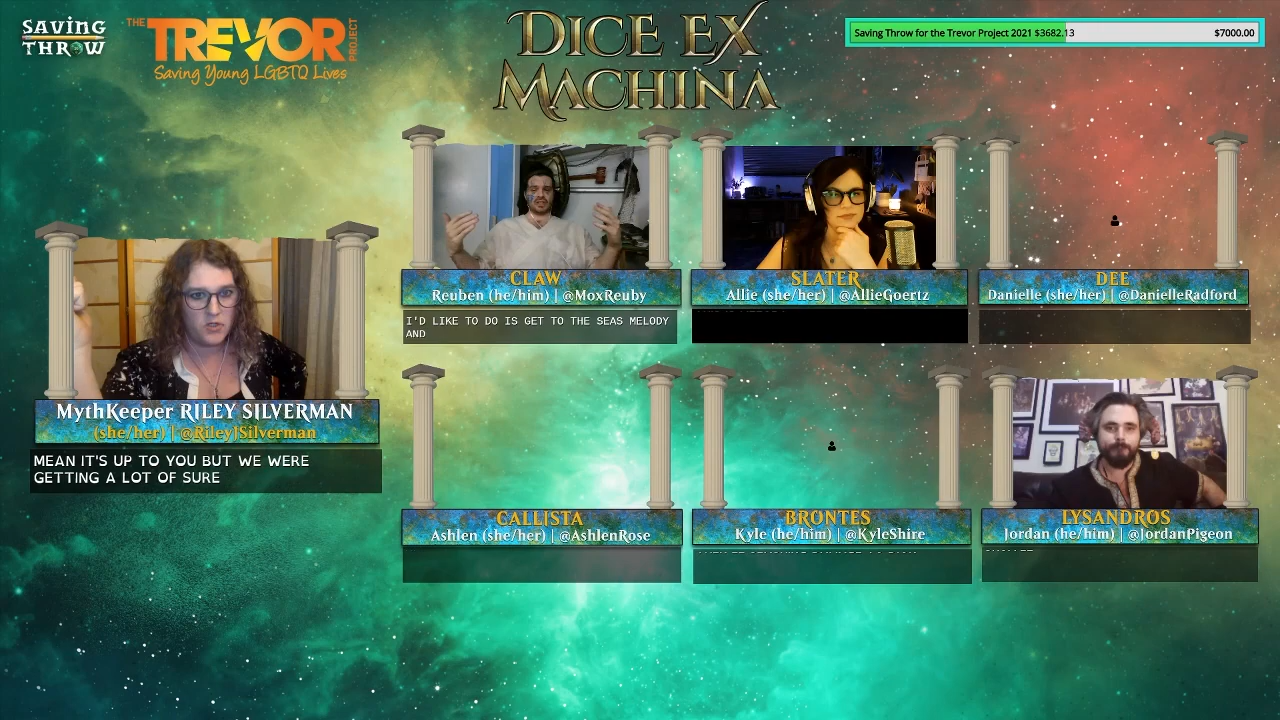 SAVING
THROW
THE
TREVOR
PROJECT
Saving Young LGBTQ Lives
DICE EX
MACHINA
Saving Throw for the Trevor Project 2021 $3682.13
$7000.00
CLAW
Reuben (he/him) | @MoxReuby
I'D LIKE TO DO IS GET TO THE SEAS MELODY
AND
SLATER
Allie (she/her) | @AllieGoertz
DEE
Danielle (she/her) | @DanielleRadford
MythKeeper RILEY SILVERMAN
(she/her) | @RileyJSilverman
MEAN IT'S UP TO YOU BUT WE WERE
GETTING A LOT OF SURE
CALLISTA
Ashlen (she/her) | @AshlenRose
BRONTES
Kyle (he/him) | @KyleShire
LYSANDROS
Jordan (he/him) | @JordanPigeon